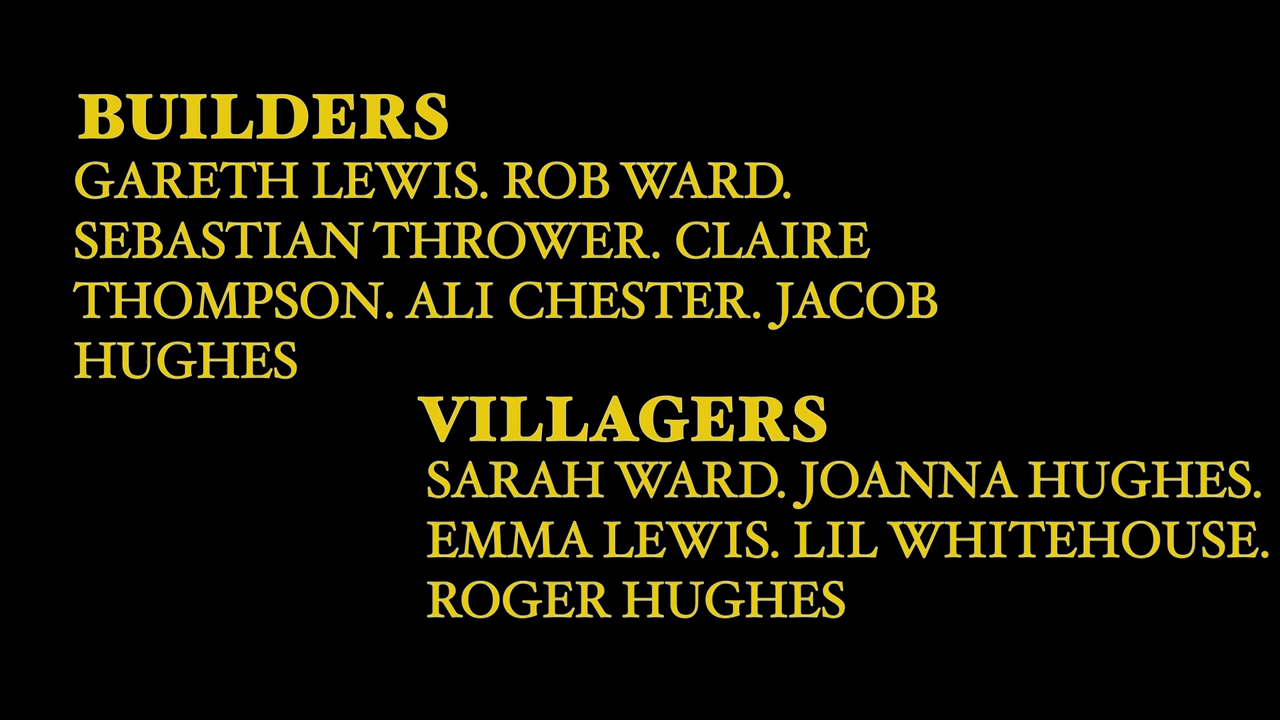 BUILDERS
GARETH LEWIS. ROB WARD.
SEBASTIAN THROWER. CLAIRE
THOMPSON. ALI CHESTER. JACOB
HUGHES
VILLAGERS
SARAH WARD. JOANNA HUGHES.
EMMA LEWIS. LIL WHITEHOUSE.
ROGER HUGHES